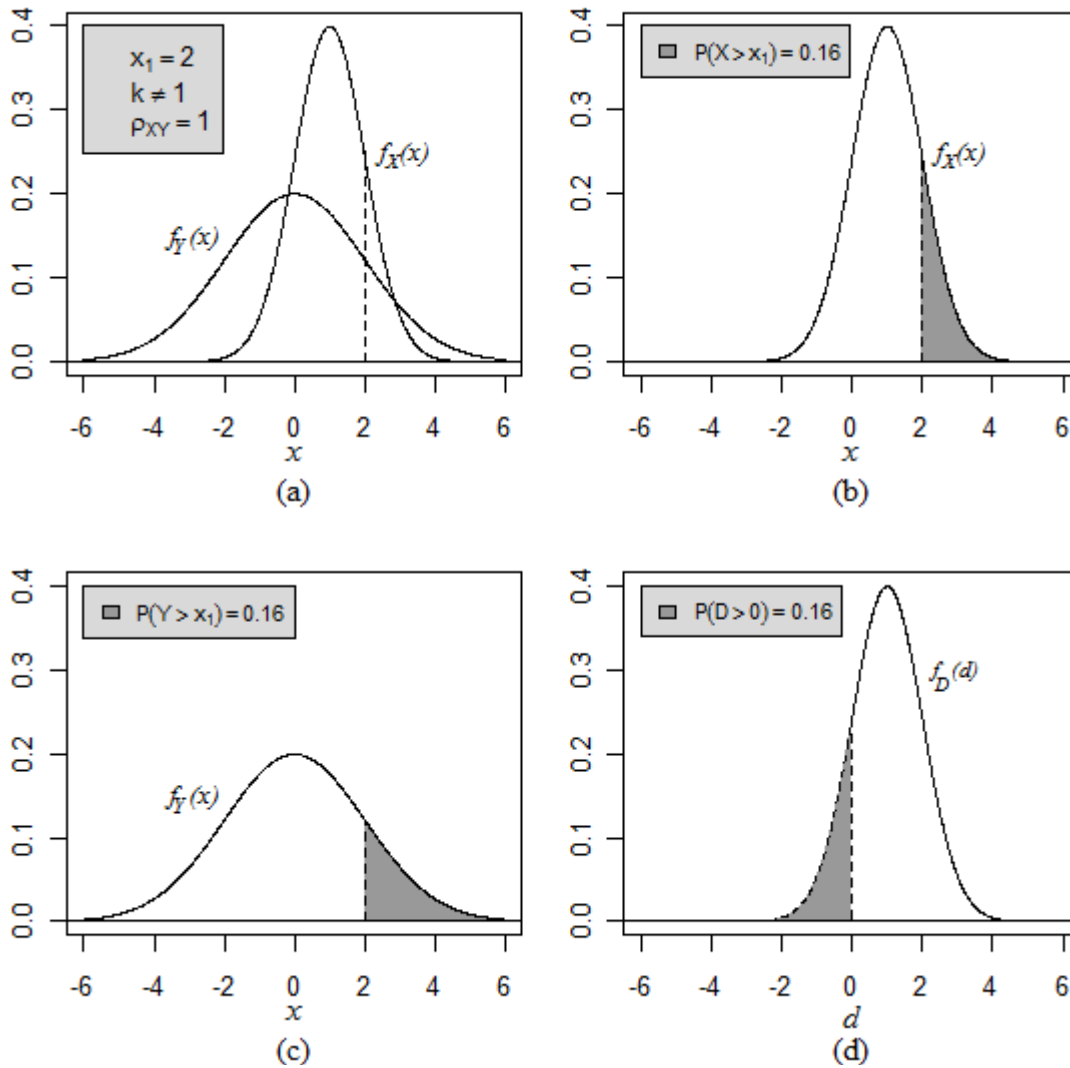 0.4
0.3
0.2
0.1
0.0
x₁ = 2
k ≠ 1
ρXY = 1
fX(x)
fY(x)
-6 -4 -2 0 2 4 6
x
(a)
0.4
0.3
0.2
0.1
0.0
P(X > x₁) = 0.16
fX(x)
-6 -4 -2 0 2 4 6
x
(b)
0.4
0.3
0.2
0.1
0.0
P(Y > x₁) = 0.16
fY(x)
-6 -4 -2 0 2 4 6
x
(c)
0.4
0.3
0.2
0.1
0.0
P(D > 0) = 0.16
fD(d)
-6 -4 -2 0 2 4 6
d
(d)